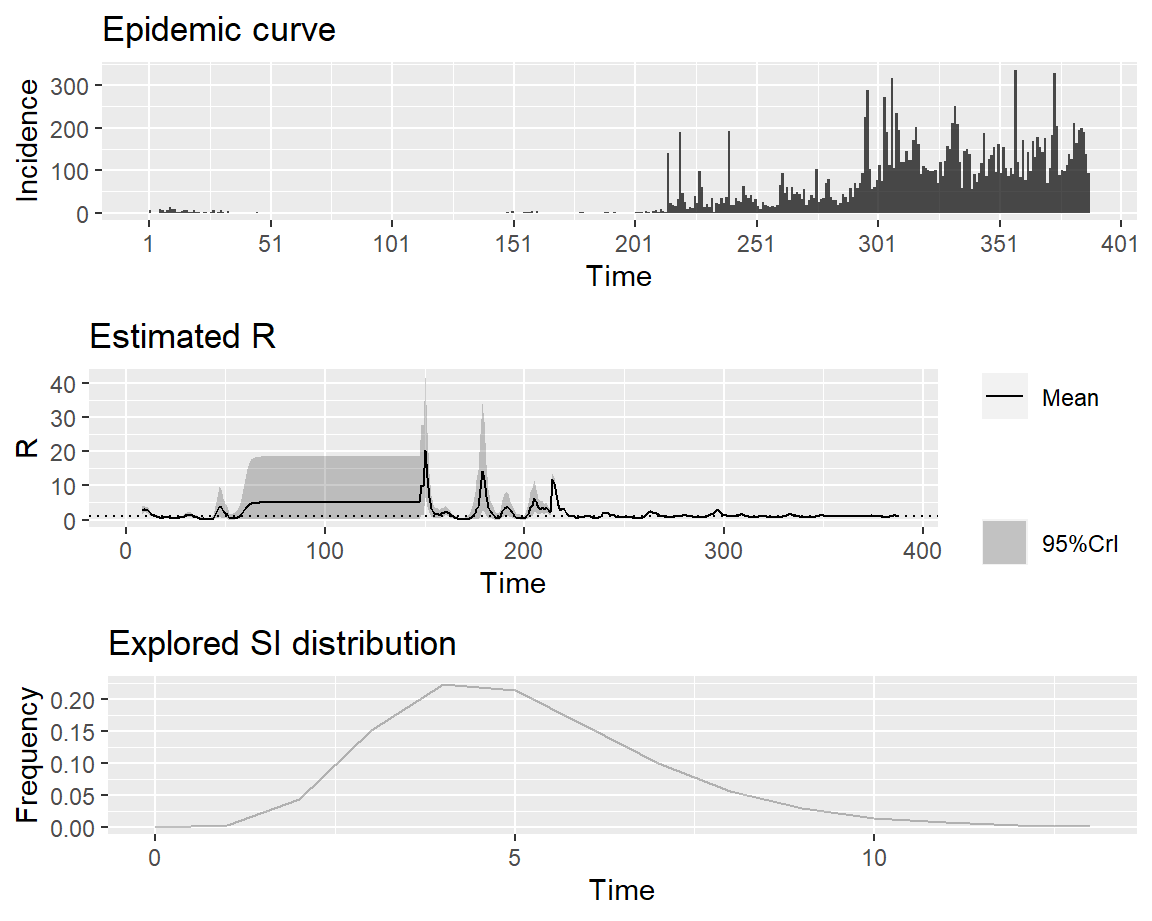 Epidemic curve
300
200
100
0
Incidence
1 51 101 151 201 251 301 351 401
Time
Estimated R
40
30
20
10
0
R
0 100 200 300 400
Time
Mean
95%CrI
Explored SI distribution
0.20
0.15
0.10
0.05
0.00
Frequency
0 5 10
Time